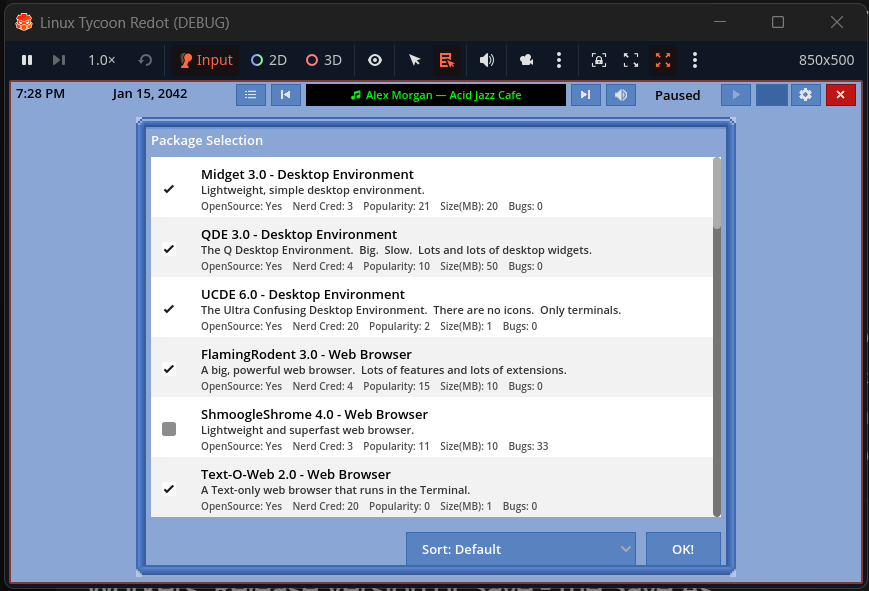 Linux Tycoon Redot (DEBUG)
1.0× Input 2D 3D 850x500
7:28 PM Jan 15, 2042 Alex Morgan — Acid Jazz Cafe Paused
Package Selection
Midget 3.0 - Desktop Environment
Lightweight, simple desktop environment.
OpenSource: Yes Nerd Cred: 3 Popularity: 21 Size(MB): 20 Bugs: 0
QDE 3.0 - Desktop Environment
The Q Desktop Environment. Big. Slow. Lots and lots of desktop widgets.
OpenSource: Yes Nerd Cred: 4 Popularity: 10 Size(MB): 50 Bugs: 0
UCDE 6.0 - Desktop Environment
The Ultra Confusing Desktop Environment. There are no icons. Only terminals.
OpenSource: Yes Nerd Cred: 20 Popularity: 2 Size(MB): 1 Bugs: 0
FlamingRodent 3.0 - Web Browser
A big, powerful web browser. Lots of features and lots of extensions.
OpenSource: Yes Nerd Cred: 4 Popularity: 15 Size(MB): 10 Bugs: 0
ShmoogleShrome 4.0 - Web Browser
Lightweight and superfast web browser.
OpenSource: Yes Nerd Cred: 3 Popularity: 11 Size(MB): 10 Bugs: 33
Text-O-Web 2.0 - Web Browser
A Text-only web browser that runs in the Terminal.
OpenSource: Yes Nerd Cred: 20 Popularity: 0 Size(MB): 1 Bugs: 0
Sort: Default OK!